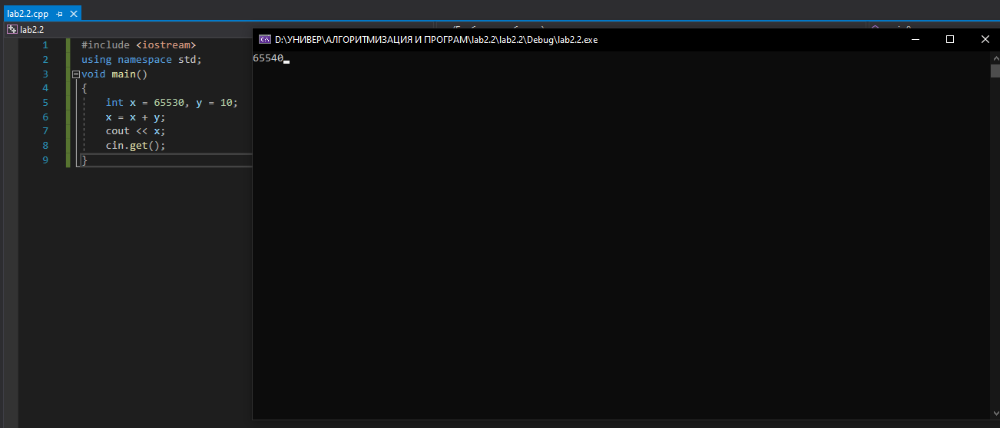 lab2.2.cpp
lab2.2
D:\УНИВЕР\АЛГОРИТМИЗАЦИЯ И ПРОГРАМ\lab2.2\lab2.2\Debug\lab2.2.exe
65540
1 #include <iostream>
2 using namespace std;
3 void main()
4 {
5 int x = 65530, y = 10;
6 x = x + y;
7 cout << x;
8 cin.get();
9 }